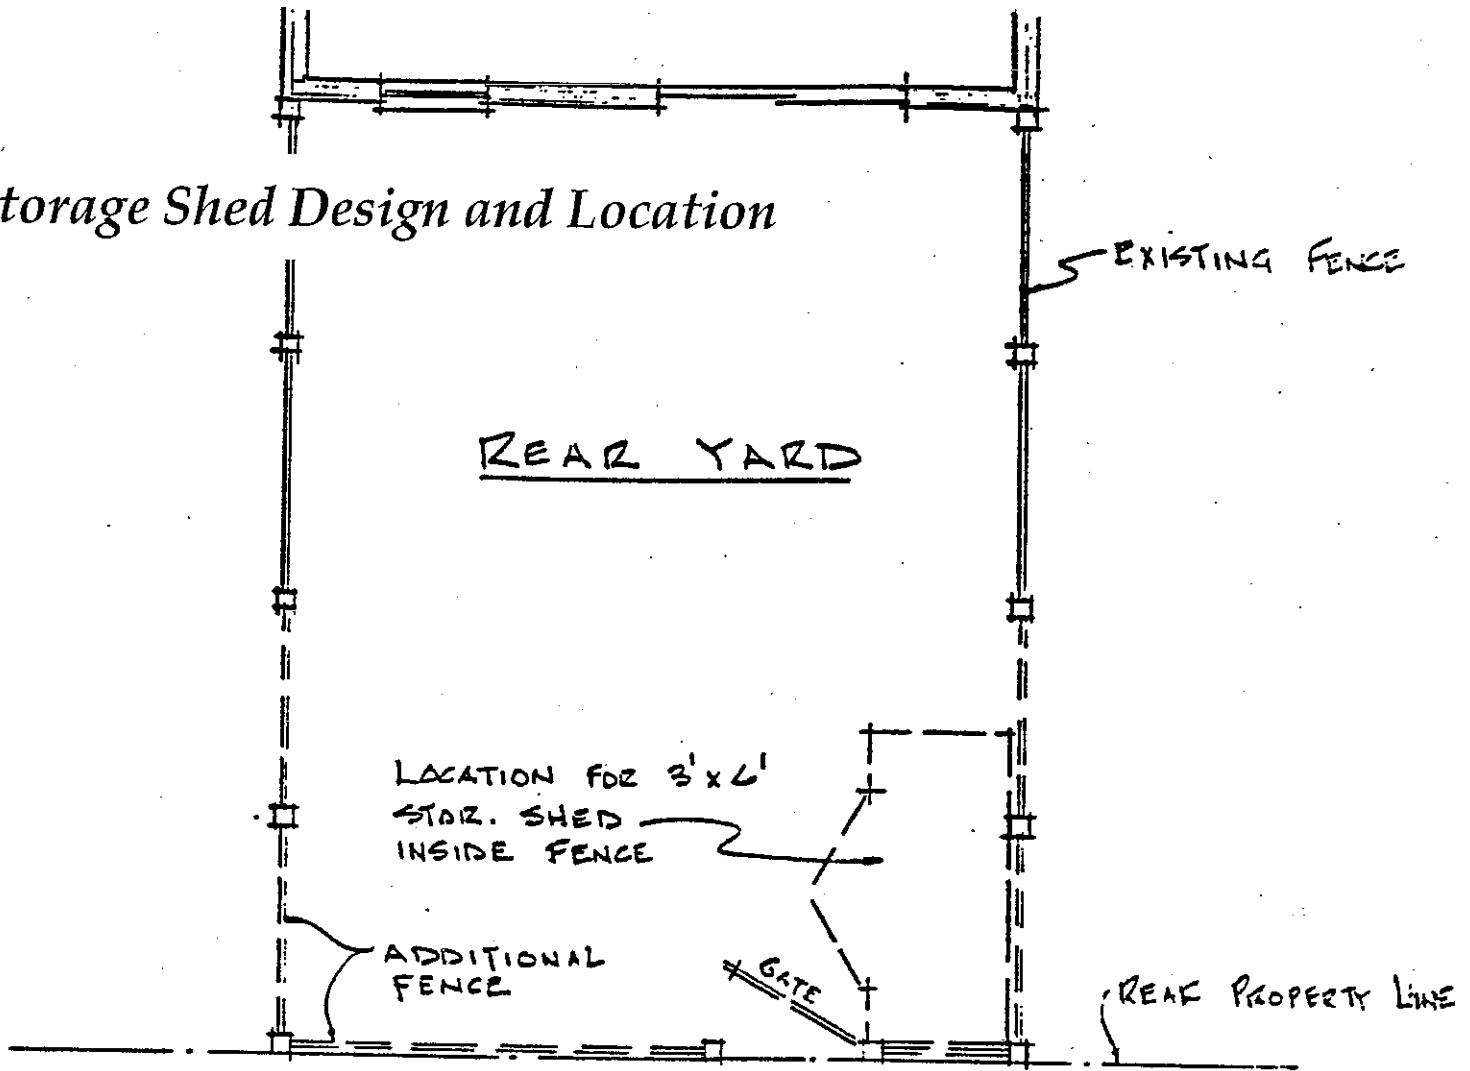 torage Shed Design and Location
EXISTING FENCE
REAR YARD
LOCATION FOR 3' x 6'
STOR. SHED
INSIDE FENCE
ADDITIONAL
FENCE
GATE
REAR PROPERTY LINE